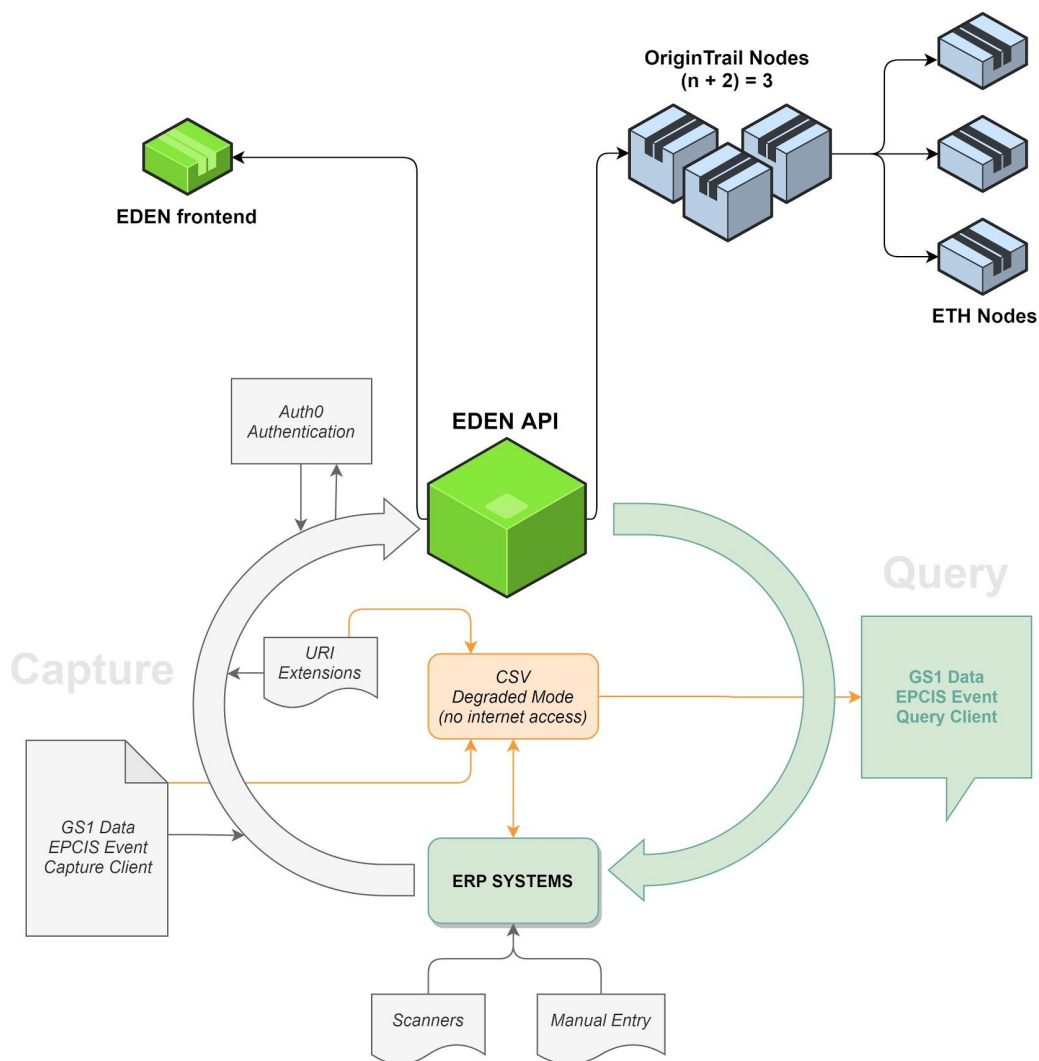 OriginTrail Nodes
(n + 2) = 3
EDEN frontend
ETH Nodes
Auth0
Authentication
EDEN API
Query
Capture
URI
Extensions
CSV
Degraded Mode
(no internet access)
GS1 Data
EPCIS Event
Query Client
GS1 Data
EPCIS Event
Capture Client
ERP SYSTEMS
Scanners
Manual Entry